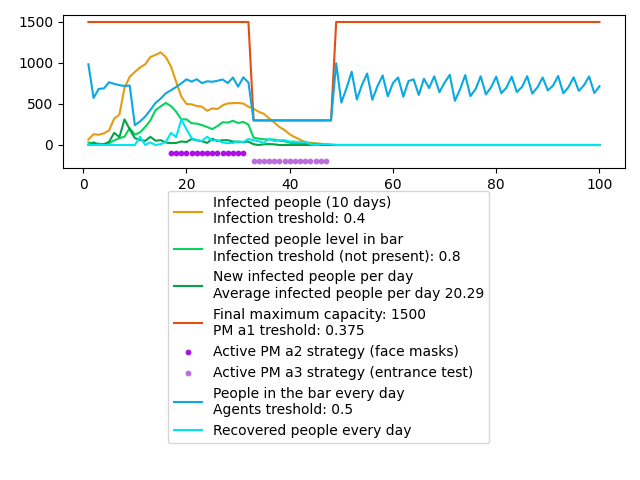 1500
1000
500
0
0 20 40 60 80 100
Infected people (10 days)
Infection treshold: 0.4
Infected people level in bar
Infection treshold (not present): 0.8
New infected people per day
Average infected people per day 20.29
Final maximum capacity: 1500
PM a1 treshold: 0.375
Active PM a2 strategy (face masks)
Active PM a3 strategy (entrance test)
People in the bar every day
Agents treshold: 0.5
Recovered people every day